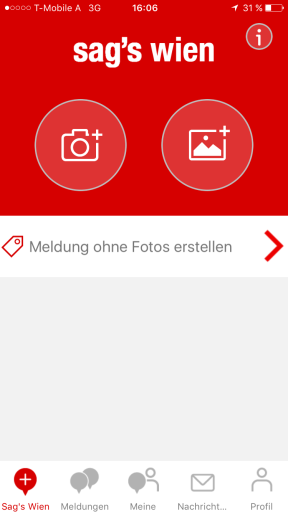 T-Mobile A 3G 16:06 31 %
sag's wien
Meldung ohne Fotos erstellen
Sag's Wien Meldungen Meine Nachricht... Profil